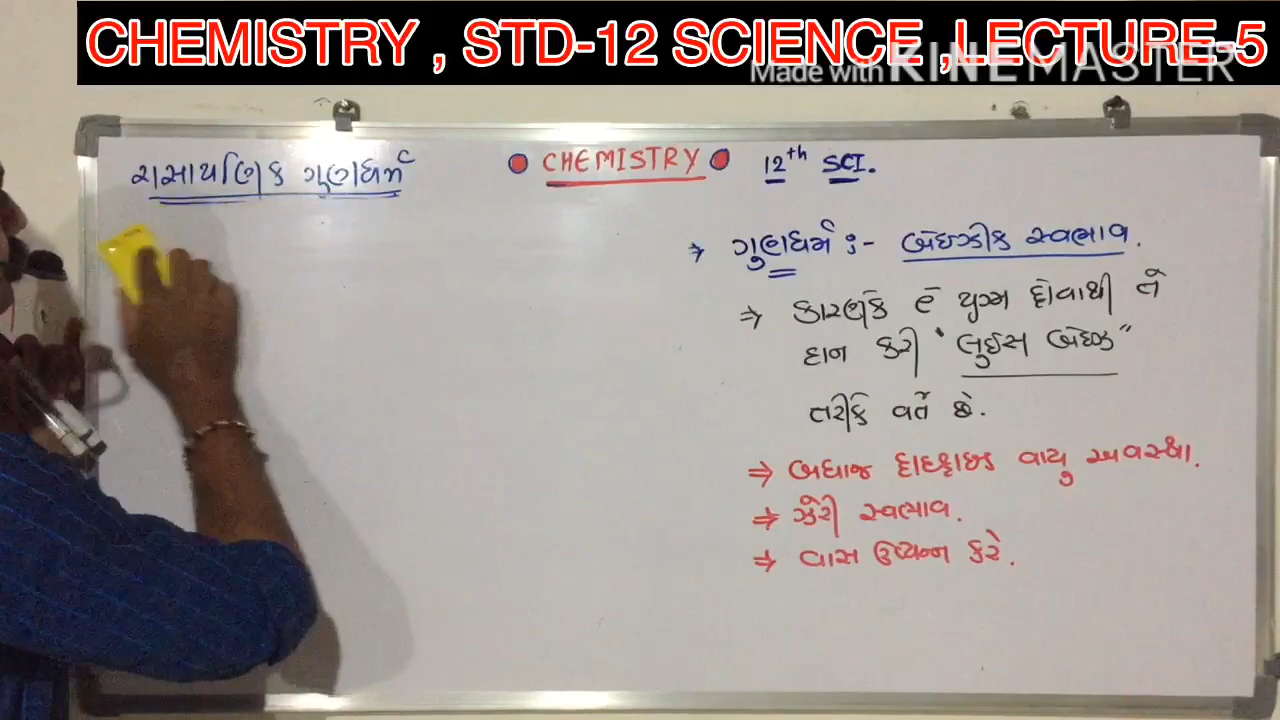 CHEMISTRY , STD-12 SCIENCE ,LECTURE-5
Made with KINEMASTER
રાસાયણિક ગુણધર્મ
• CHEMISTRY • 12th SCI.
→ ગુણધર્મ :- બેઇઝીક સ્વભાવ.
⇒ કારણકે ē યુગ્મ હોવાથી તે
દાન કરી "લુઈસ બેઇઝ"
તરીકે વર્તે છે.
⇒ બધાજ હાઇડ્રાઇડ વાયુ અવસ્થા.
⇒ ઝેરી સ્વભાવ.
⇒ વાસ ઉત્પન્ન કરે.